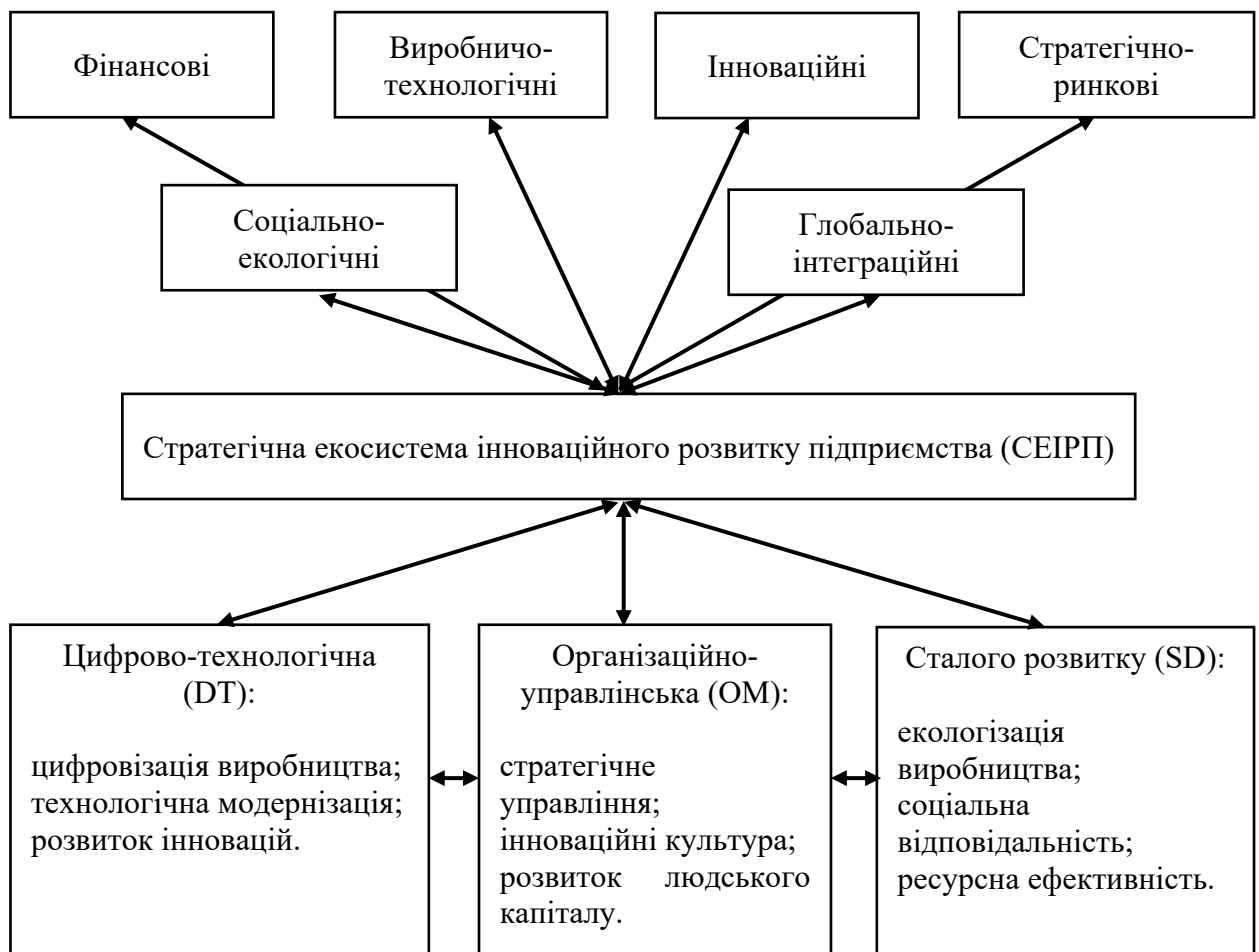 Фінансові
Виробничо-
технологічні
Інноваційні
Стратегічно-
ринкові
Соціально-
екологічні
Глобально-
інтеграційні
Стратегічна екосистема інноваційного розвитку підприємства (СЕІРП)
Цифрово-технологічна
(DT):
цифровізація виробництва;
технологічна модернізація;
розвиток інновацій.
Організаційно-
управлінська (OM):
стратегічне
управління;
інноваційні культура;
розвиток людського
капіталу.
Сталого розвитку (SD):
екологізація
виробництва;
соціальна
відповідальність;
ресурсна ефективність.